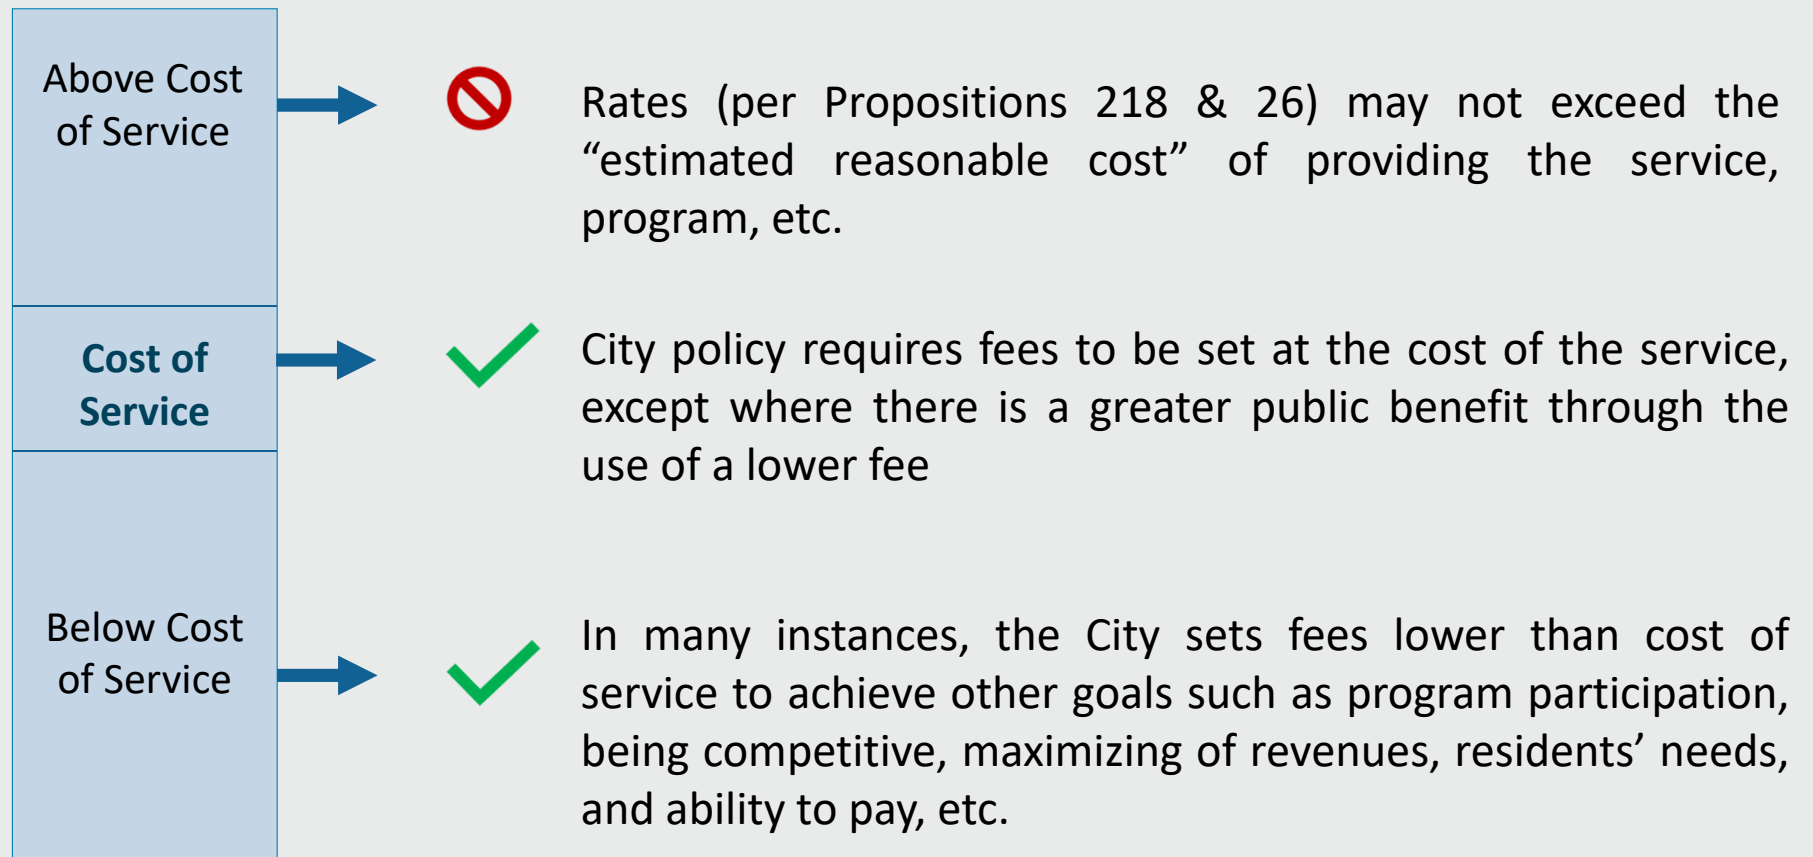 Above Cost
of Service
Rates (per Propositions 218 & 26) may not exceed the
“estimated reasonable cost” of providing the service,
program, etc.
Cost of
Service
City policy requires fees to be set at the cost of the service,
except where there is a greater public benefit through the
use of a lower fee
Below Cost
of Service
In many instances, the City sets fees lower than cost of
service to achieve other goals such as program participation,
being competitive, maximizing of revenues, residents’ needs,
and ability to pay, etc.